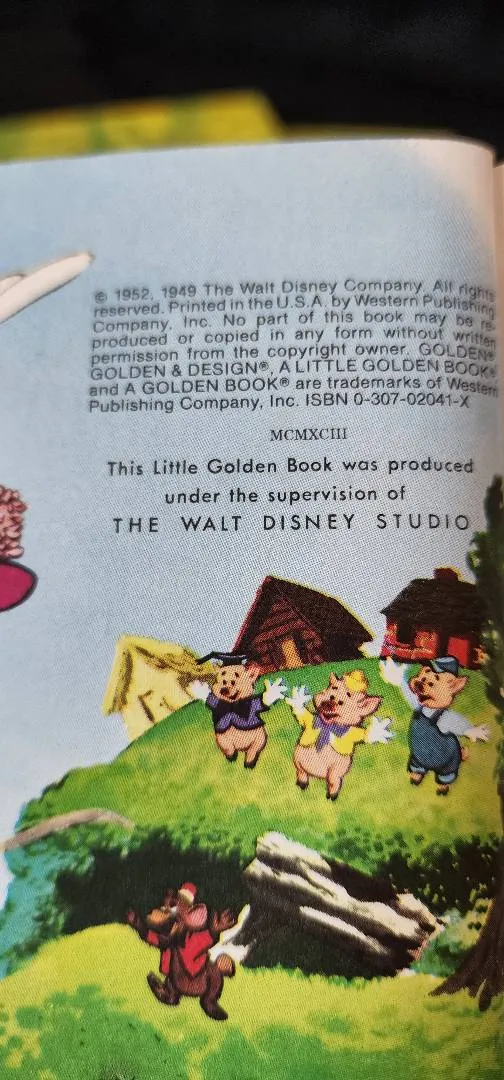 © 1952, 1949 The Walt Disney Company. All rights
reserved. Printed in the U.S.A. by Western Publishing
Company, Inc. No part of this book may be re-
produced or copied in any form without written
permission from the copyright owner. GOLDEN®
GOLDEN & DESIGN®, A LITTLE GOLDEN BOOK®
and A GOLDEN BOOK® are trademarks of Western
Publishing Company, Inc. ISBN 0-307-02041-X
MCMXCIII
This Little Golden Book was produced
under the supervision of
THE WALT DISNEY STUDIO